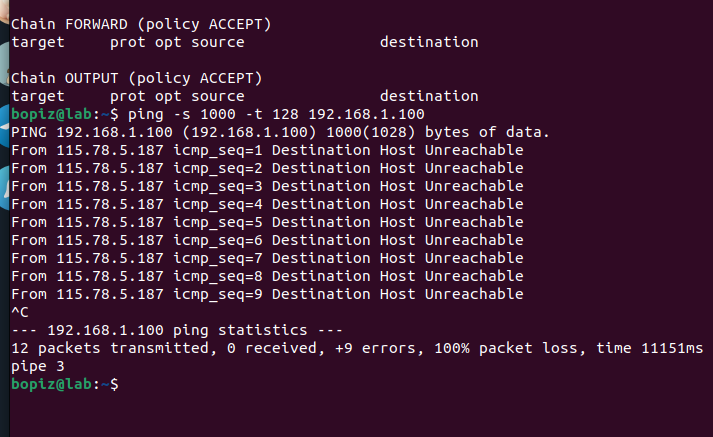 Chain FORWARD (policy ACCEPT)
target     prot opt source               destination
Chain OUTPUT (policy ACCEPT)
target     prot opt source               destination
bopiz@lab:~$ ping -s 1000 -t 128 192.168.1.100
PING 192.168.1.100 (192.168.1.100) 1000(1028) bytes of data.
From 115.78.5.187 icmp_seq=1 Destination Host Unreachable
From 115.78.5.187 icmp_seq=2 Destination Host Unreachable
From 115.78.5.187 icmp_seq=3 Destination Host Unreachable
From 115.78.5.187 icmp_seq=4 Destination Host Unreachable
From 115.78.5.187 icmp_seq=5 Destination Host Unreachable
From 115.78.5.187 icmp_seq=6 Destination Host Unreachable
From 115.78.5.187 icmp_seq=7 Destination Host Unreachable
From 115.78.5.187 icmp_seq=8 Destination Host Unreachable
From 115.78.5.187 icmp_seq=9 Destination Host Unreachable
^C
--- 192.168.1.100 ping statistics ---
12 packets transmitted, 0 received, +9 errors, 100% packet loss, time 11151ms
pipe 3
bopiz@lab:~$